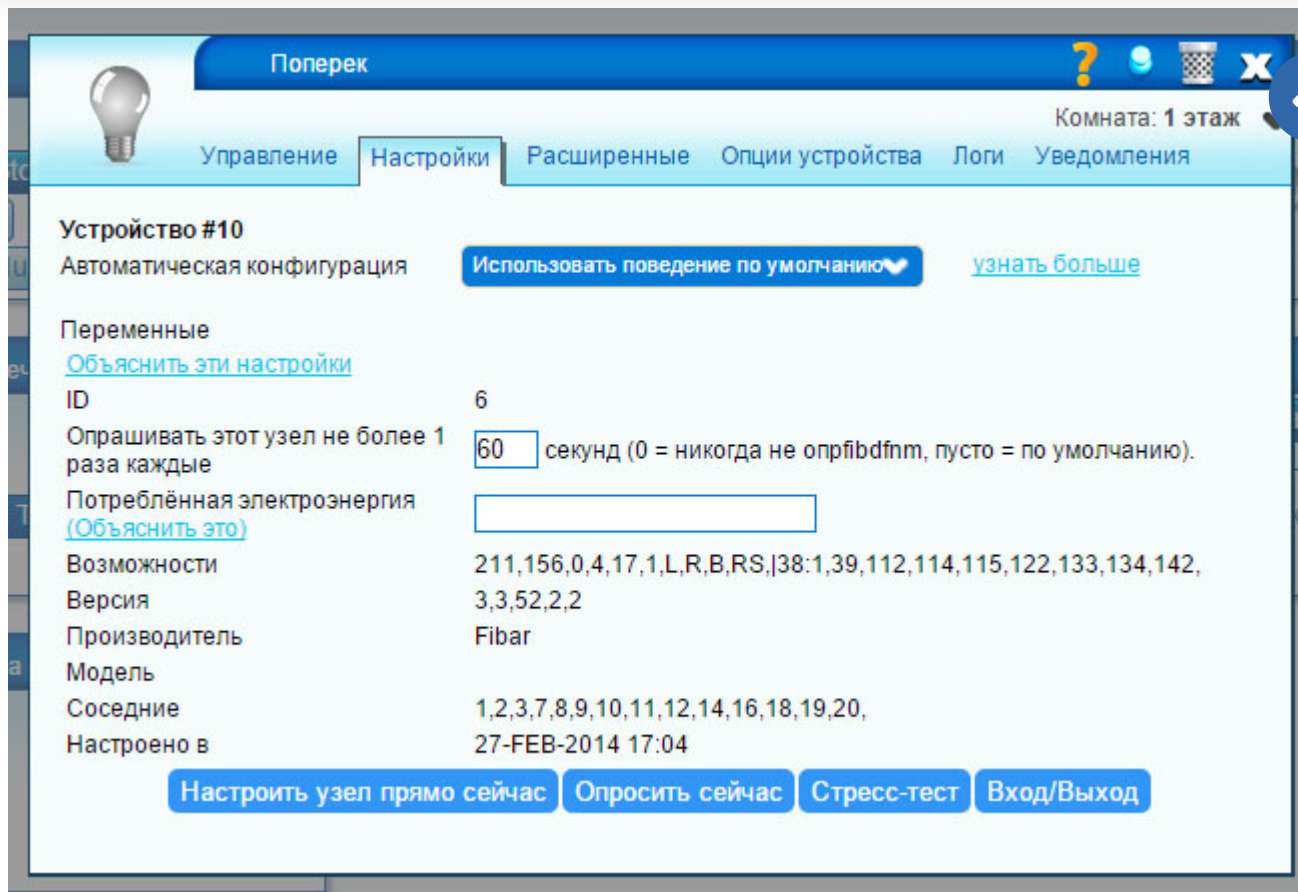 Поперек
Комната: 1 этаж
Управление Настройки Расширенные Опции устройства Логи Уведомления
Устройство #10
Автоматическая конфигурация Использовать поведение по умолчанию узнать больше
Переменные
Объяснить эти настройки
ID 6
Опрашивать этот узел не более 1
раза каждые 60 секунд (0 = никогда не опрfibdfnm, пусто = по умолчанию).
Потреблённая электроэнергия
(Объяснить это)
Возможности 211,156,0,4,17,1,L,R,B,RS,|38:1,39,112,114,115,122,133,134,142,
Версия 3,3,52,2,2
Производитель Fibar
Модель
Соседние 1,2,3,7,8,9,10,11,12,14,16,18,19,20,
Настроено в 27-FEB-2014 17:04
Настроить узел прямо сейчас Опросить сейчас Стресс-тест Вход/Выход